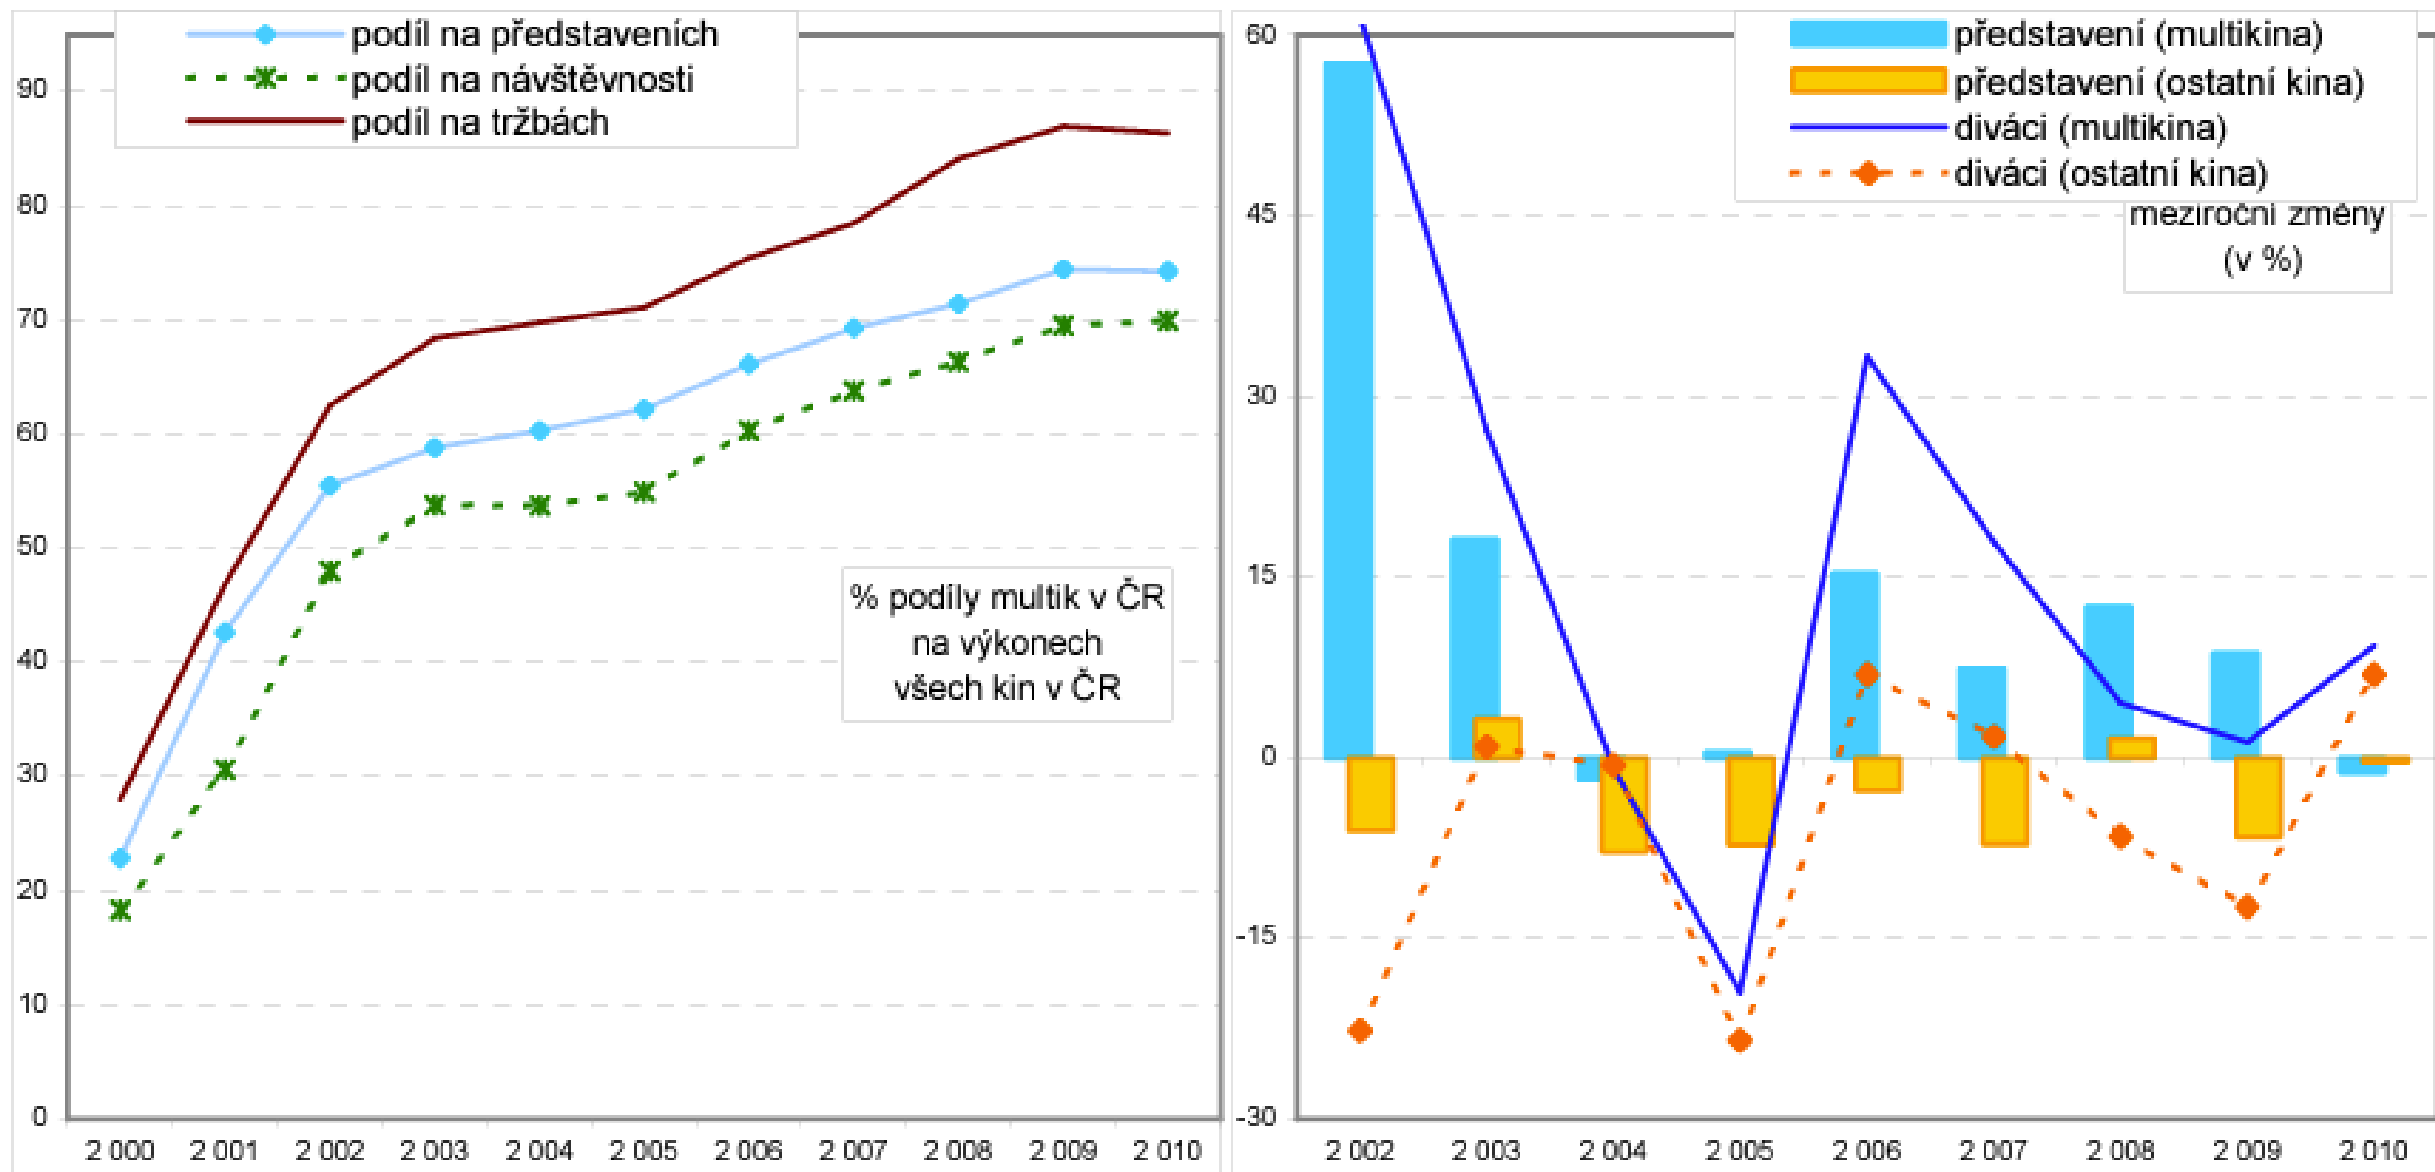 podíl na představeních
podíl na návštěvnosti
podíl na tržbách
90
80
70
60
50
40
30
20
10
0
% podíly multik v ČR
na výkonech
všech kin v ČR
2 000 2 001 2 002 2 003 2 004 2 005 2 006 2 007 2 008 2 009 2 010
představení (multikina)
představení (ostatní kina)
diváci (multikina)
diváci (ostatní kina)
meziroční změny
(v %)
60
45
30
15
0
-15
-30
2 002 2 003 2 004 2 005 2 006 2 007 2 008 2 009 2 010